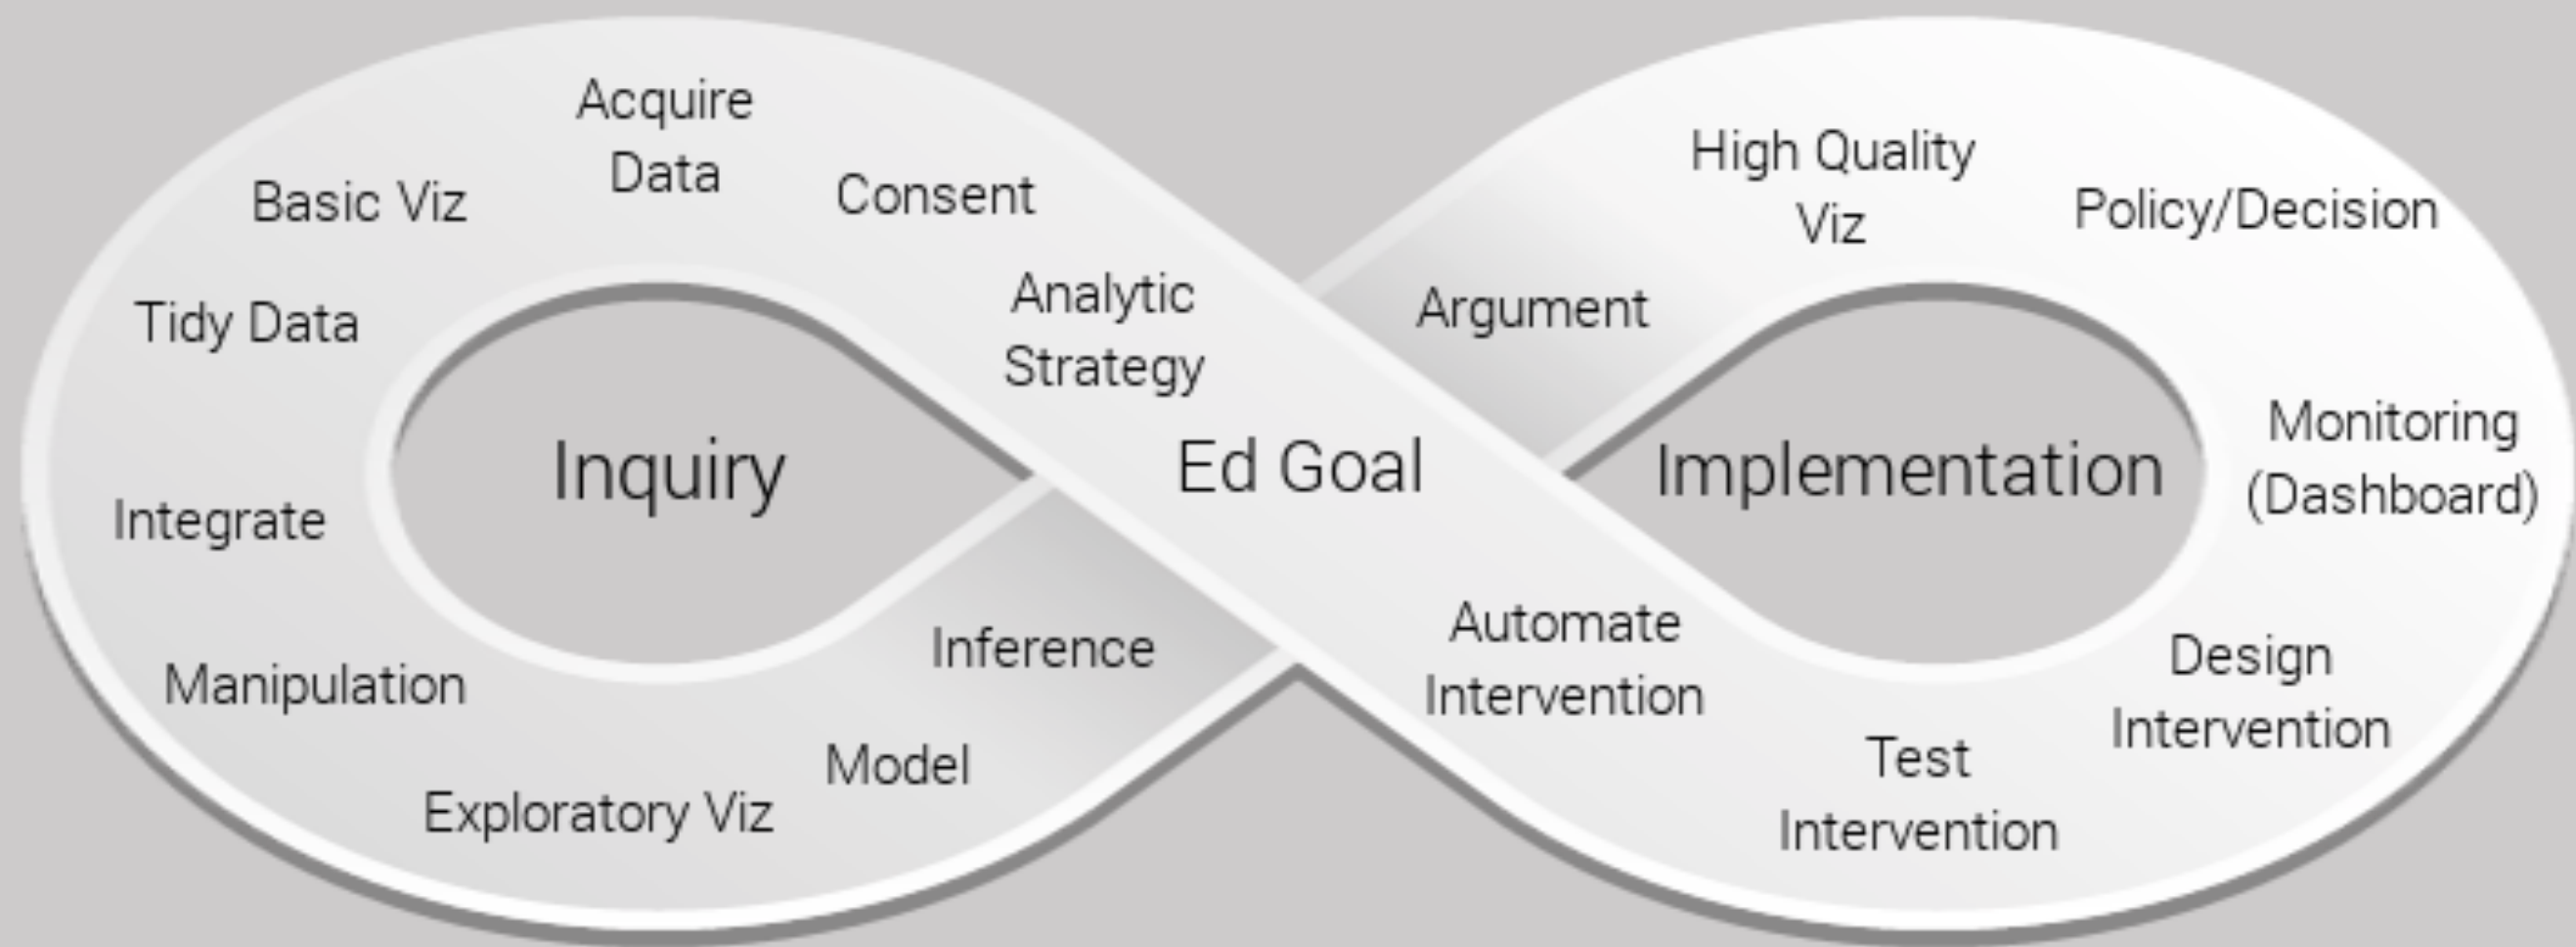 Acquire
Data
Basic Viz
Consent
Tidy Data
Analytic
Strategy
Inquiry
Ed Goal
Integrate
Manipulation
Exploratory Viz
Model
Inference
High Quality
Viz
Policy/Decision
Argument
Implementation
Monitoring
(Dashboard)
Automate
Intervention
Design
Intervention
Test
Intervention